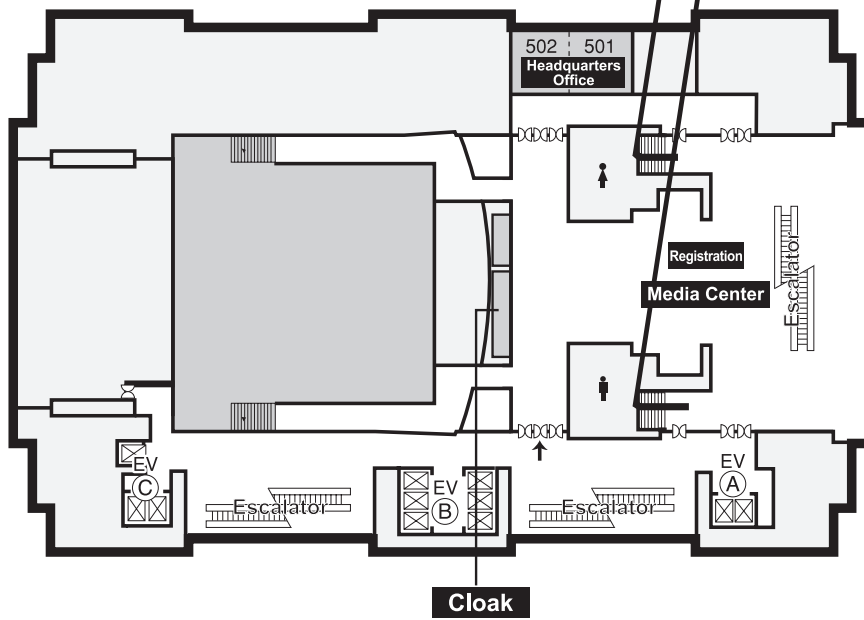 502 501
Headquarters
Office
Registration
Media Center
Escalator
EV
C
Escalator
EV
B
Escalator
EV
A
Cloak